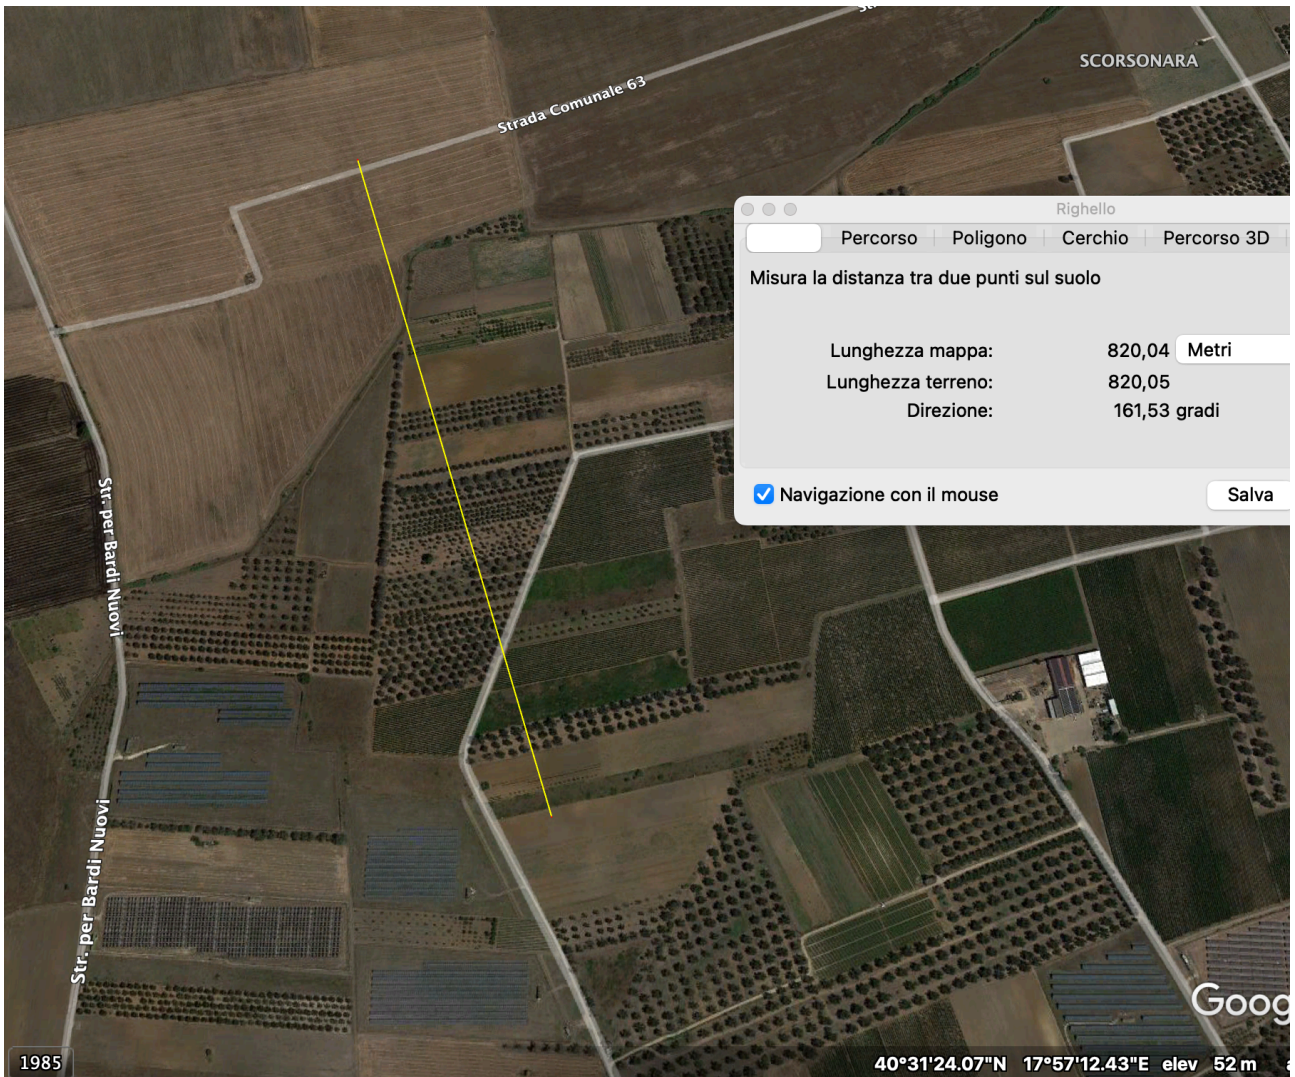 Strada Comunale 63
SCORSONARA
Righello
Percorso
Poligono
Cerchio
Percorso 3D
Misura la distanza tra due punti sul suolo
Lunghezza mappa: 820,04 Metri
Lunghezza terreno: 820,05
Direzione: 161,53 gradi
Navigazione con il mouse
Salva
Str. per Bardi Nuovi
Str. per Bardi Nuovi
Goog
1985
40°31'24.07"N 17°57'12.43"E elev 52 m